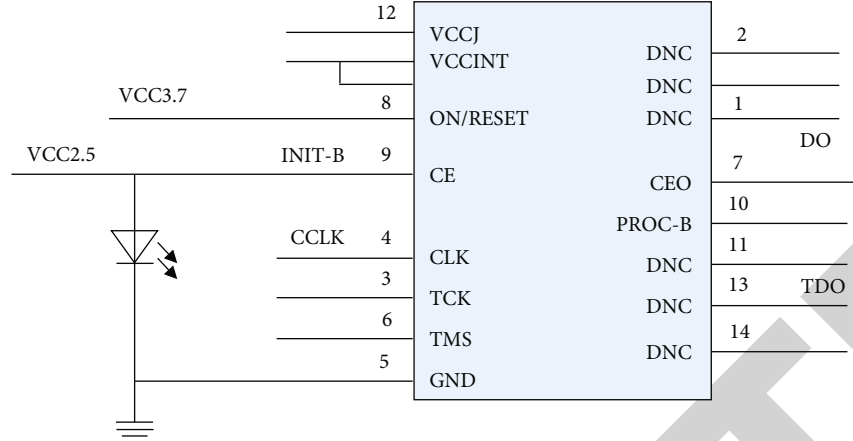 12
VCCJ
2
VCCINT
DNC
VCC3.7
8
DNC
1
ON/RESET
DNC
DO
VCC2.5
INIT-B
9
7
CE
CEO
10
PROC-B
CCLK
4
11
CLK
DNC
3
13
TDO
TCK
DNC
6
14
TMS
DNC
5
GND